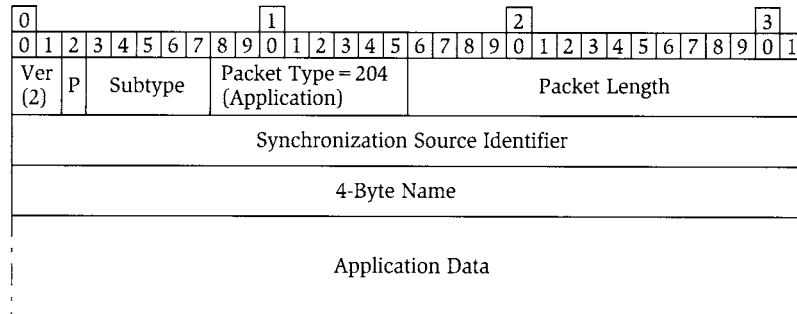 0 1 2 3
0 1 2 3 4 5 6 7 8 9 0 1 2 3 4 5 6 7 8 9 0 1 2 3 4 5 6 7 8 9 0 1
Ver (2) P Subtype Packet Type = 204 (Application) Packet Length
Synchronization Source Identifier
4-Byte Name
Application Data